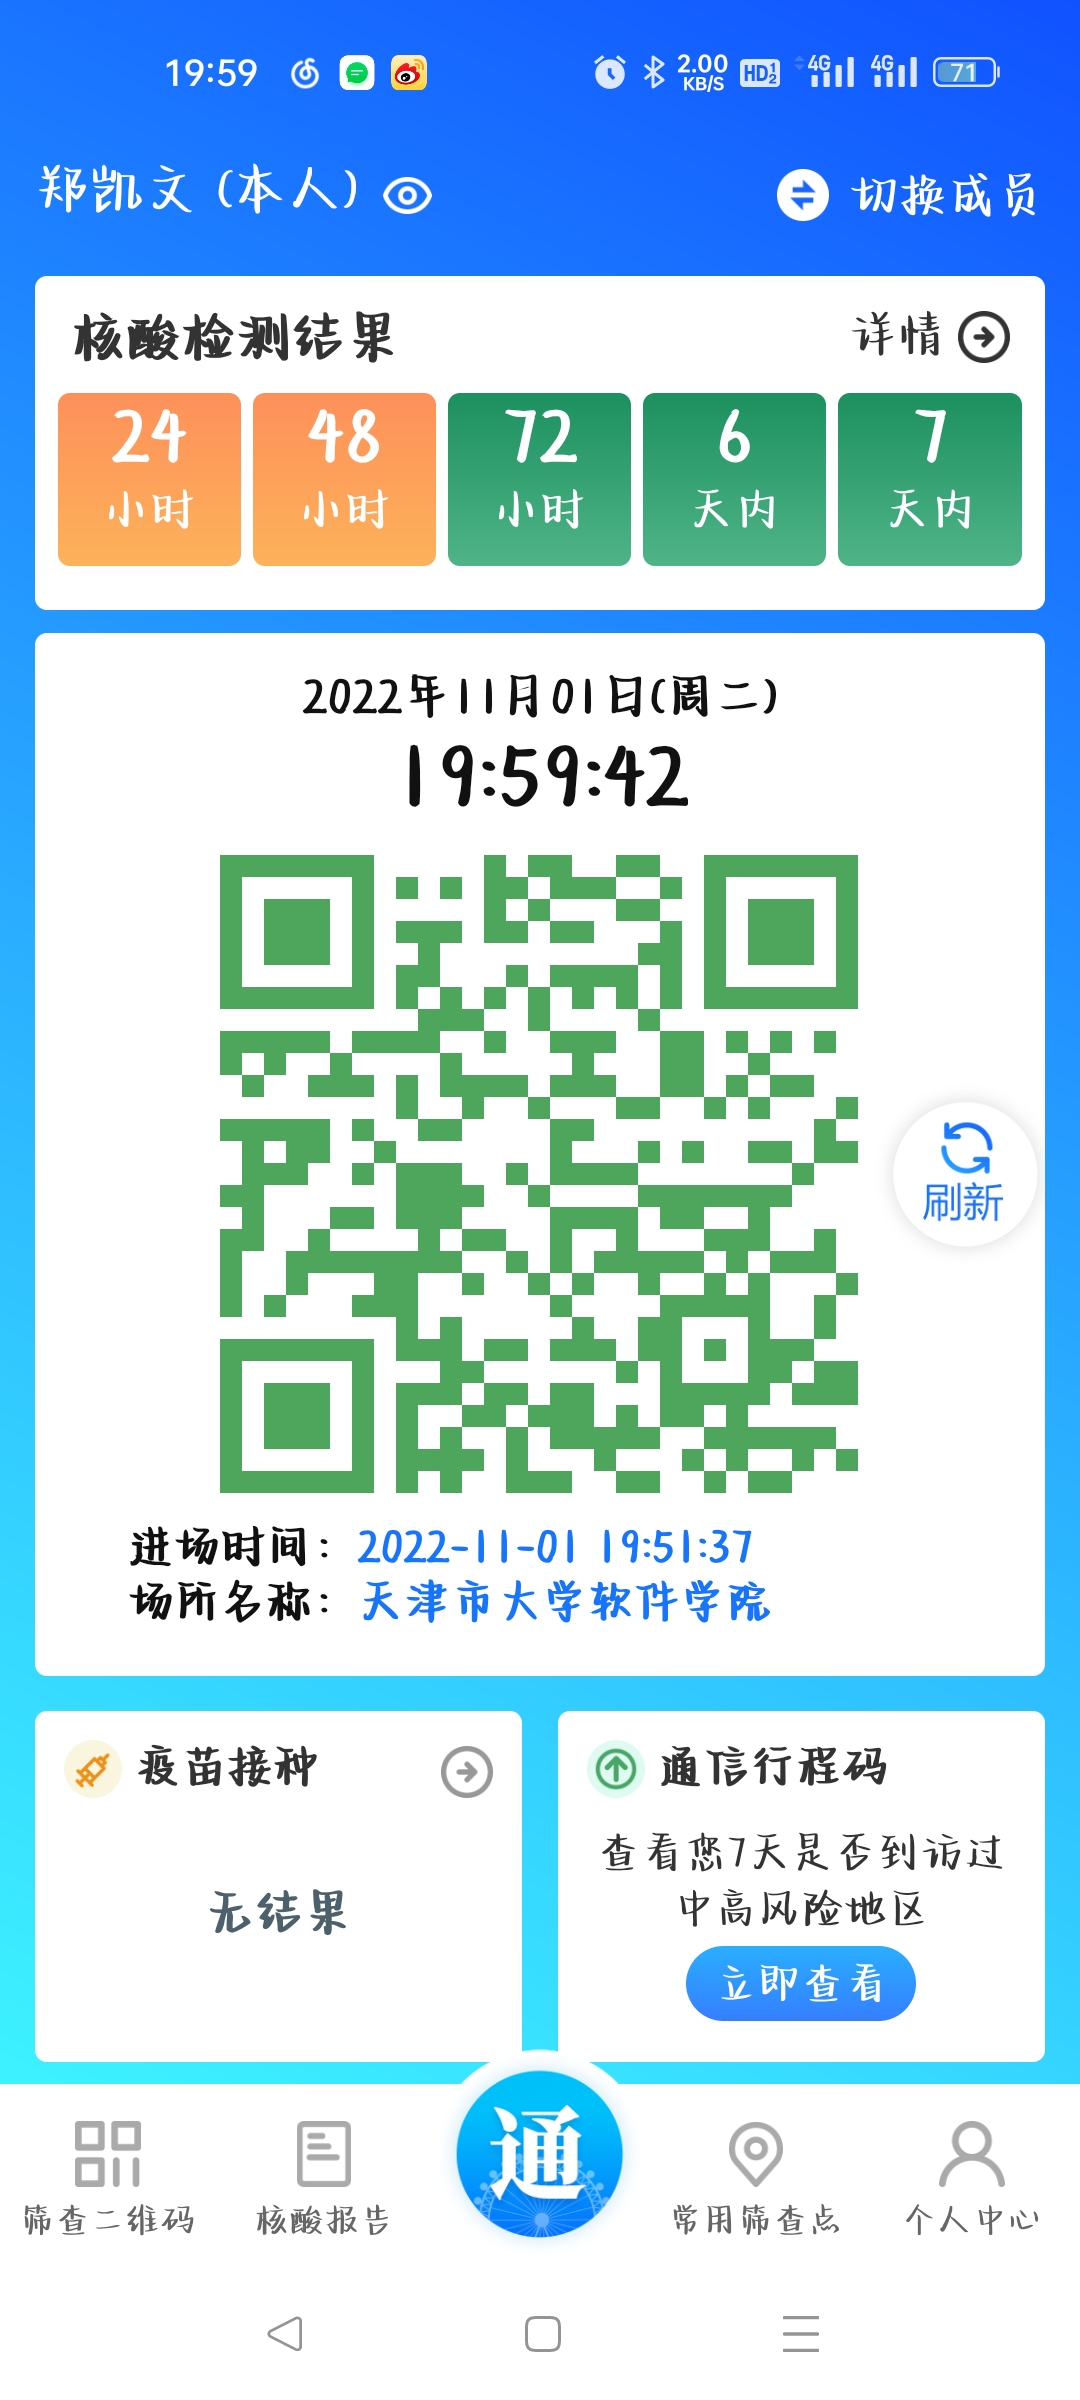 19:59
2.00
KB/S
HD 1 2
4G
4G
71
郑凯文 (本人)
切换成员
核酸检测结果
详情
24
小时
48
小时
72
小时
6
天内
7
天内
2022年11月01日(周二)
19:59:42
刷新
进场时间：2022-11-01 19:51:37
场所名称：天津市大学软件学院
疫苗接种
无结果
通信行程码
查看您7天是否到访过
中高风险地区
立即查看
筛查二维码
核酸报告
通
常用筛查点
个人中心